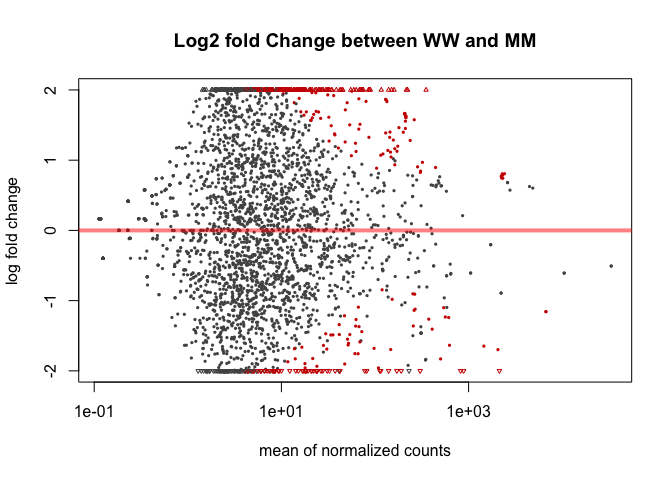 Log2 fold Change between WW and MM
log fold change
2
1
0
-1
-2
1e-01
1e+01
1e+03
mean of normalized counts